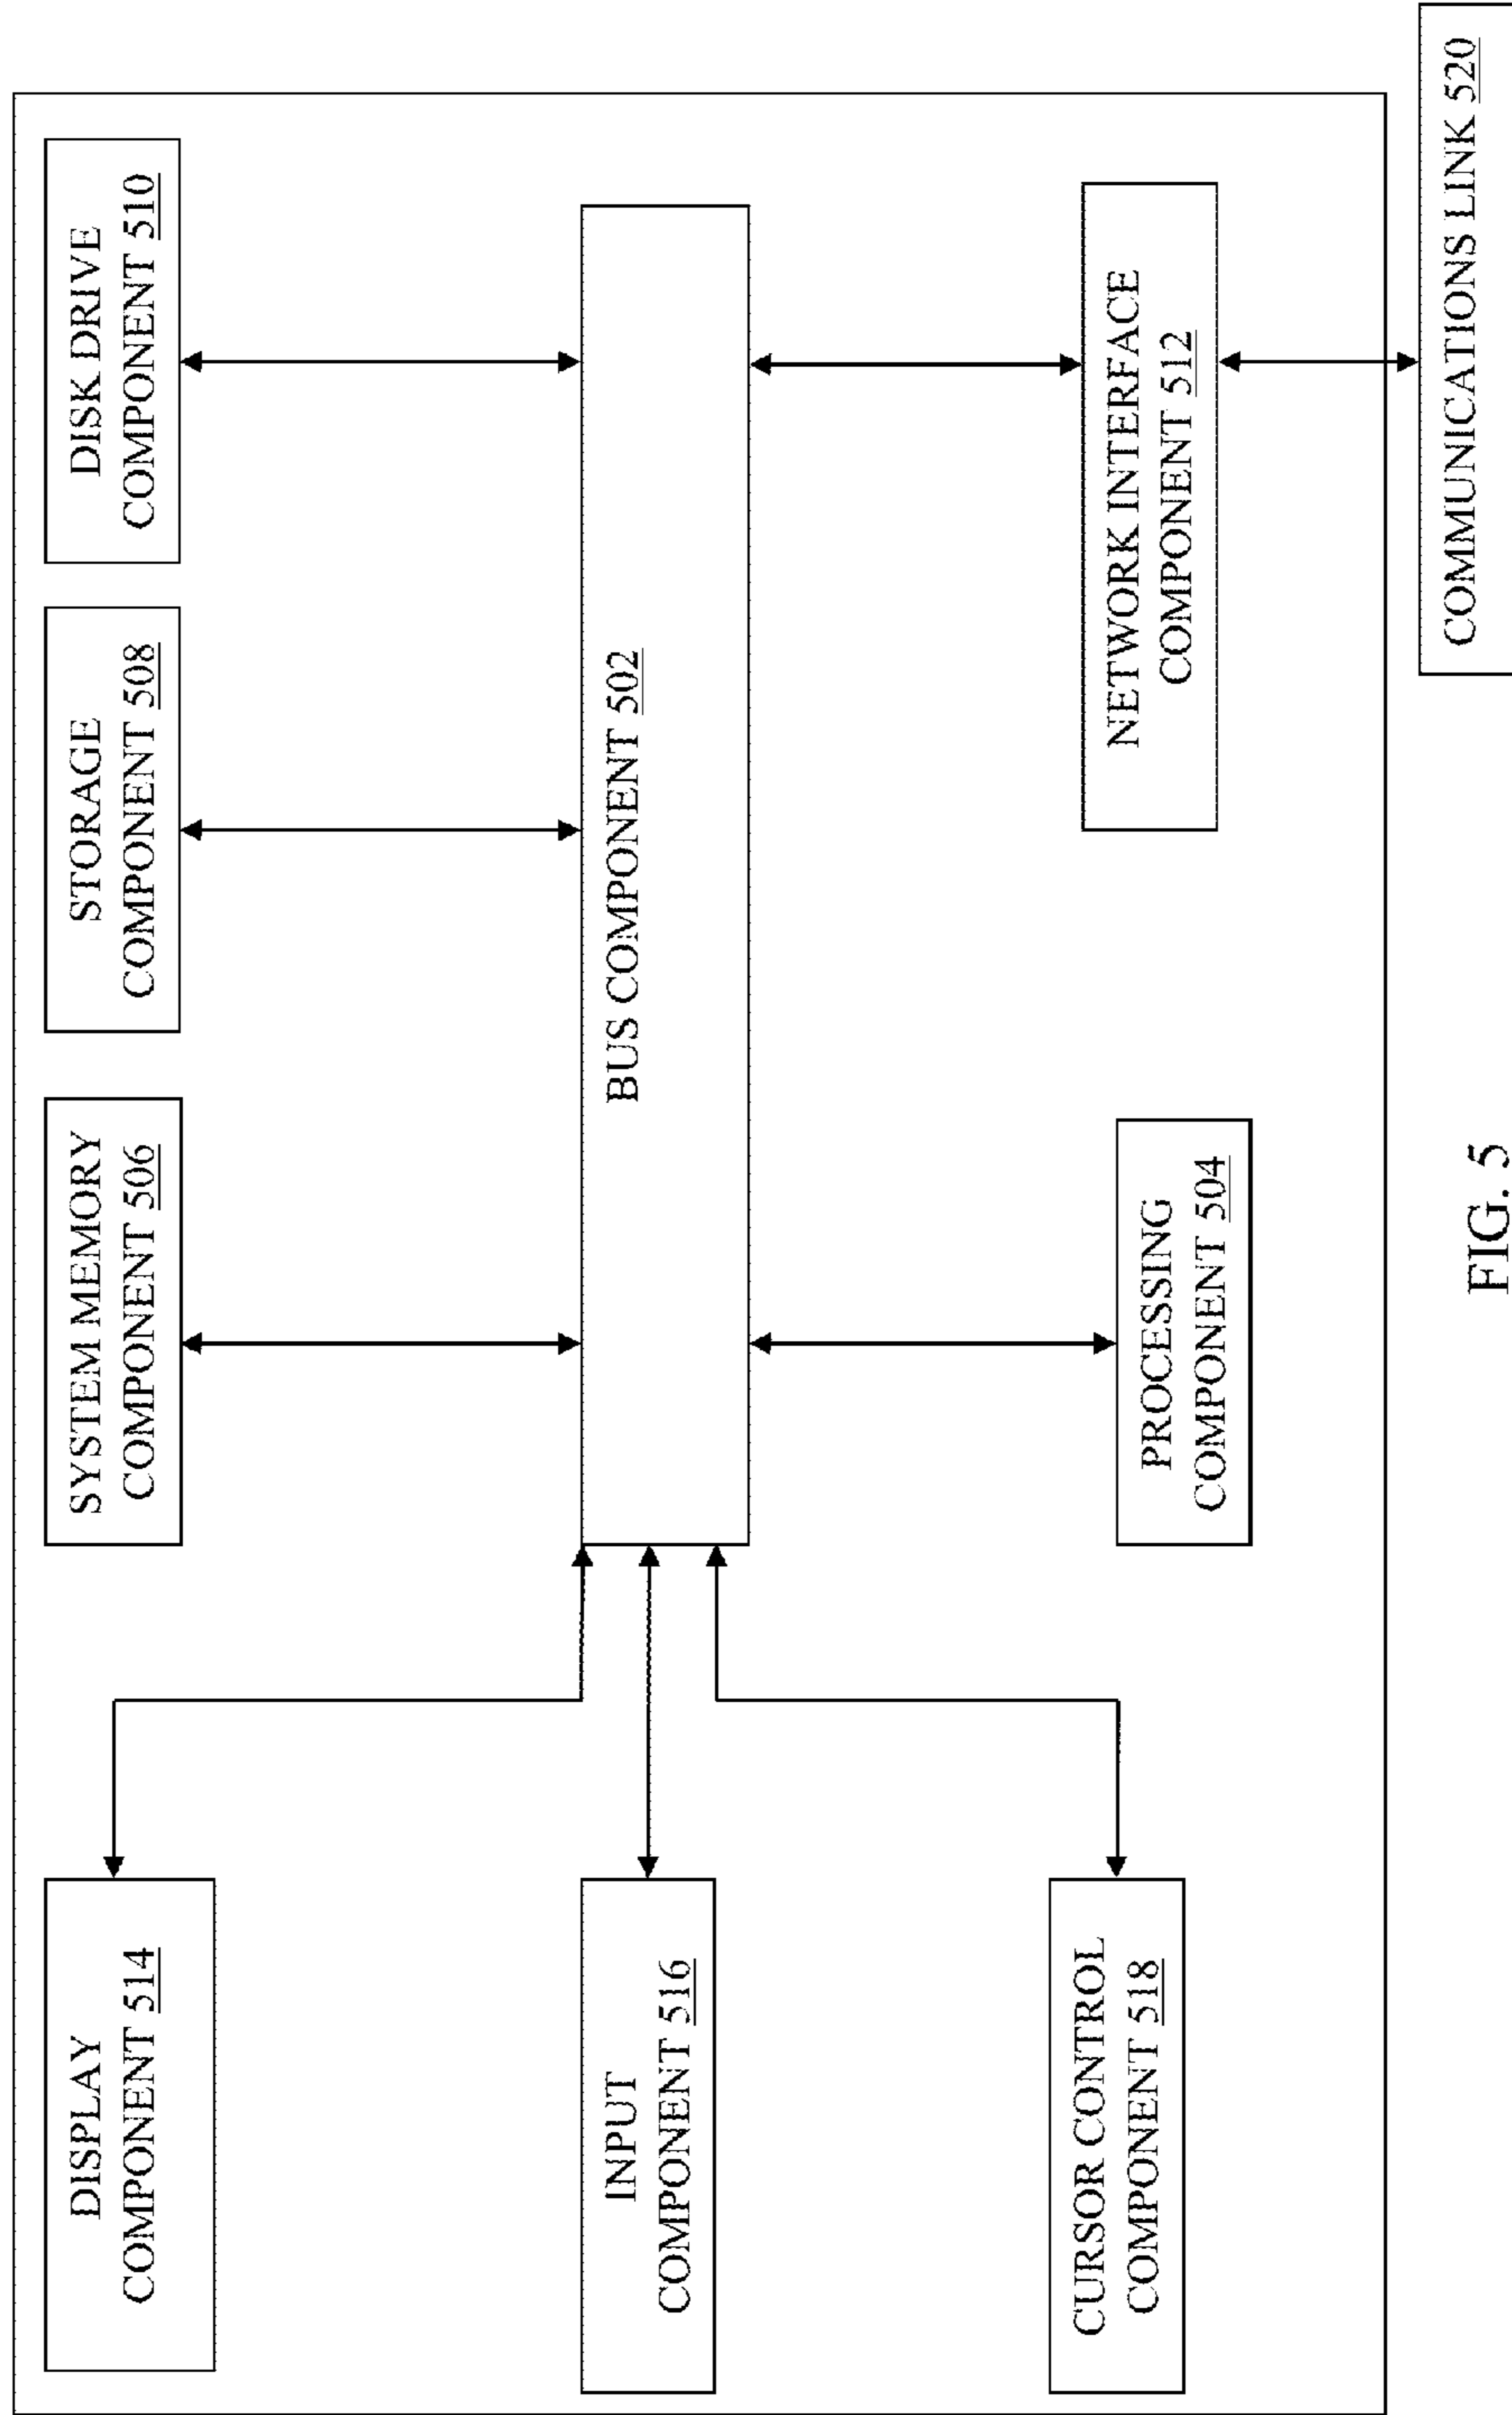 DISPLAY
COMPONENT 514
SYSTEM MEMORY
COMPONENT 506
STORAGE
COMPONENT 508
DISK DRIVE
COMPONENT 510
INPUT
COMPONENT 516
BUS COMPONENT 502
CURSOR CONTROL
COMPONENT 518
PROCESSING
COMPONENT 504
NETWORK INTERFACE
COMPONENT 512
COMMUNICATIONS LINK 520
FIG. 5